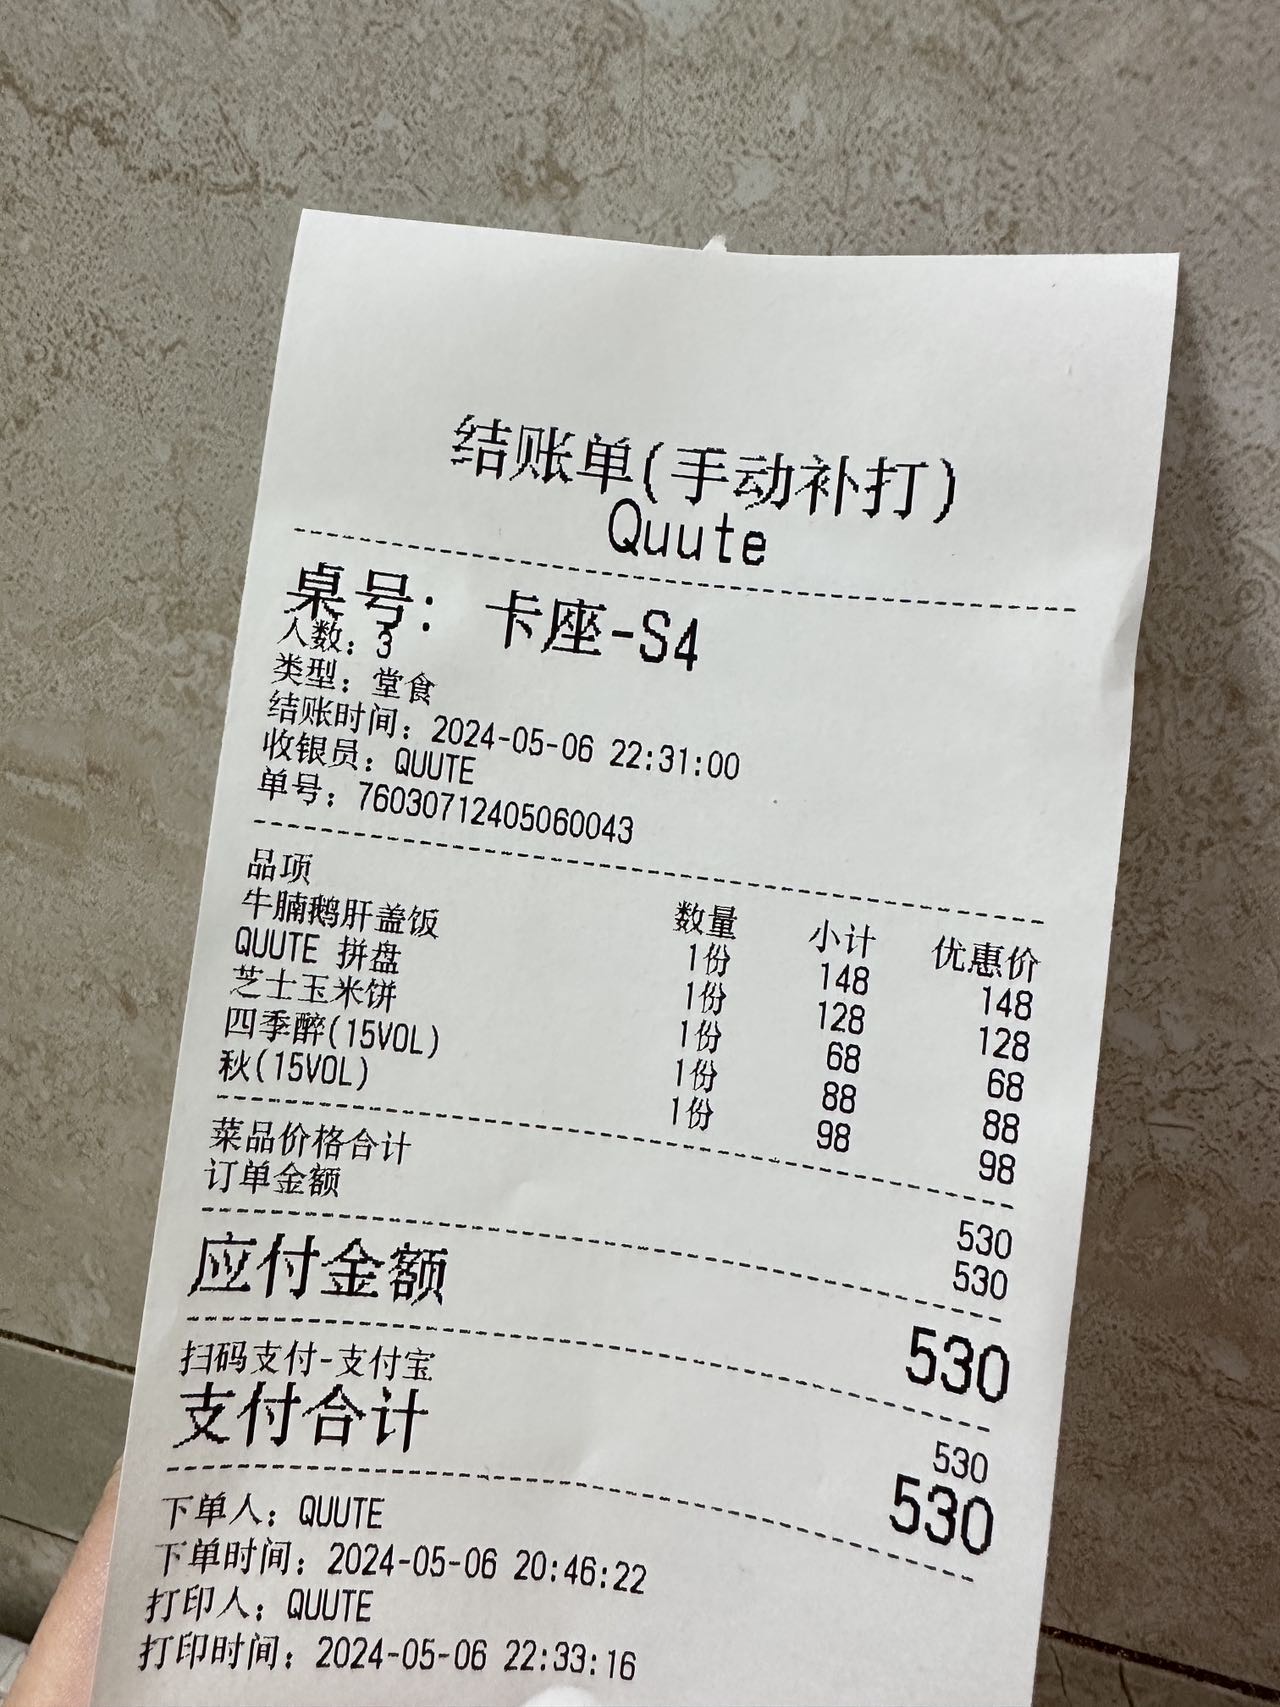 结账单(手动补打)
Quute
桌号: 卡座-S4
人数: 3
类型: 堂食
结账时间: 2024-05-06 22:31:00
收银员: QUUTE
单号: 76030712405060043
品项 数量 小计 优惠价
牛腩鹅肝盖饭 1份 148 148
QUUTE 拼盘 1份 128 128
芝士玉米饼 1份 68 68
四季醉(15VOL) 1份 88 88
秋(15VOL) 1份 98 98
菜品价格合计 530
订单金额 530
应付金额 530
扫码支付-支付宝 530
支付合计 530
下单人: QUUTE
下单时间: 2024-05-06 20:46:22
打印人: QUUTE
打印时间: 2024-05-06 22:33:16